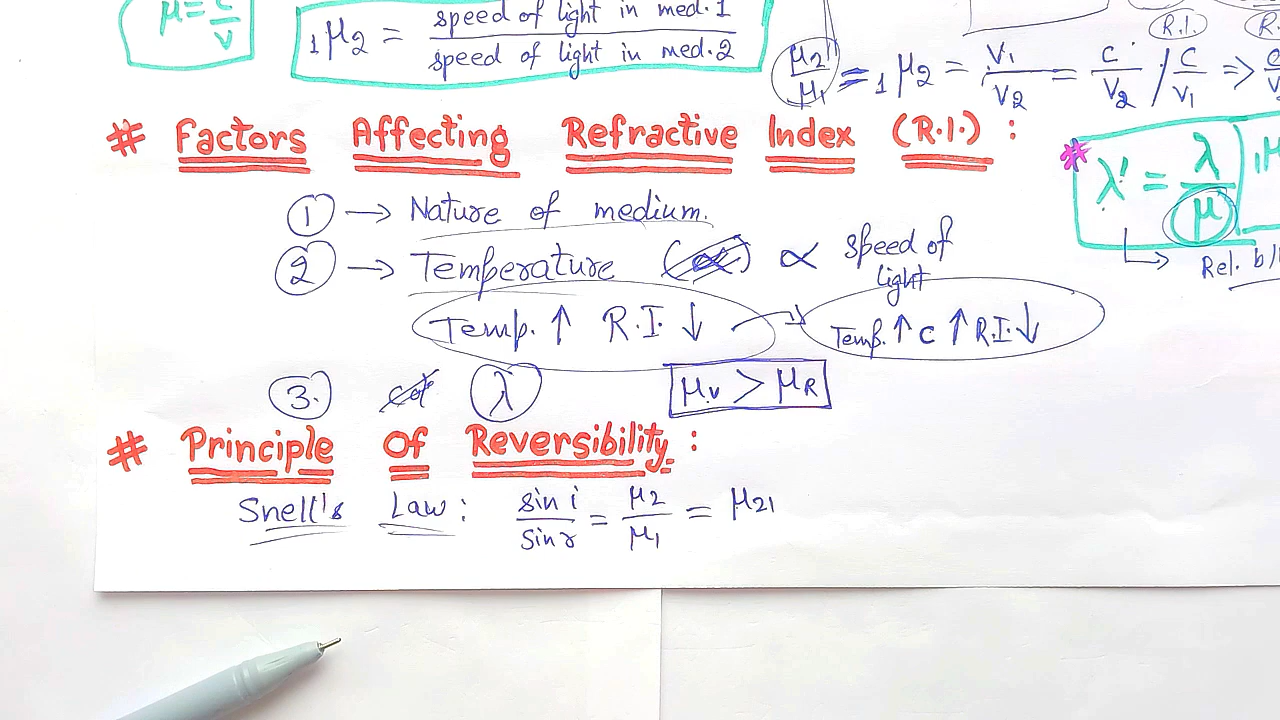 μ = c/v
₁μ₂ = speed of light in med. 1 / speed of light in med. 2
R.I.
μ₂/μ₁ = ₁μ₂ = V₁/V₂ = c/V₂ / c/V₁ ⇒
# Factors Affecting Refractive Index (R.I.) :
* λ' = λ/μ
Rel.
① → Nature of medium.
② → Temperature (∝) ∝ speed of light
Temp. ↑ R.I. ↓ → Temp. ↑ c ↑ R.I. ↓
3. λ μV > μR
# Principle Of Reversibility :
Snell's Law : sin i / sin r = μ₂/μ₁ = μ₂₁